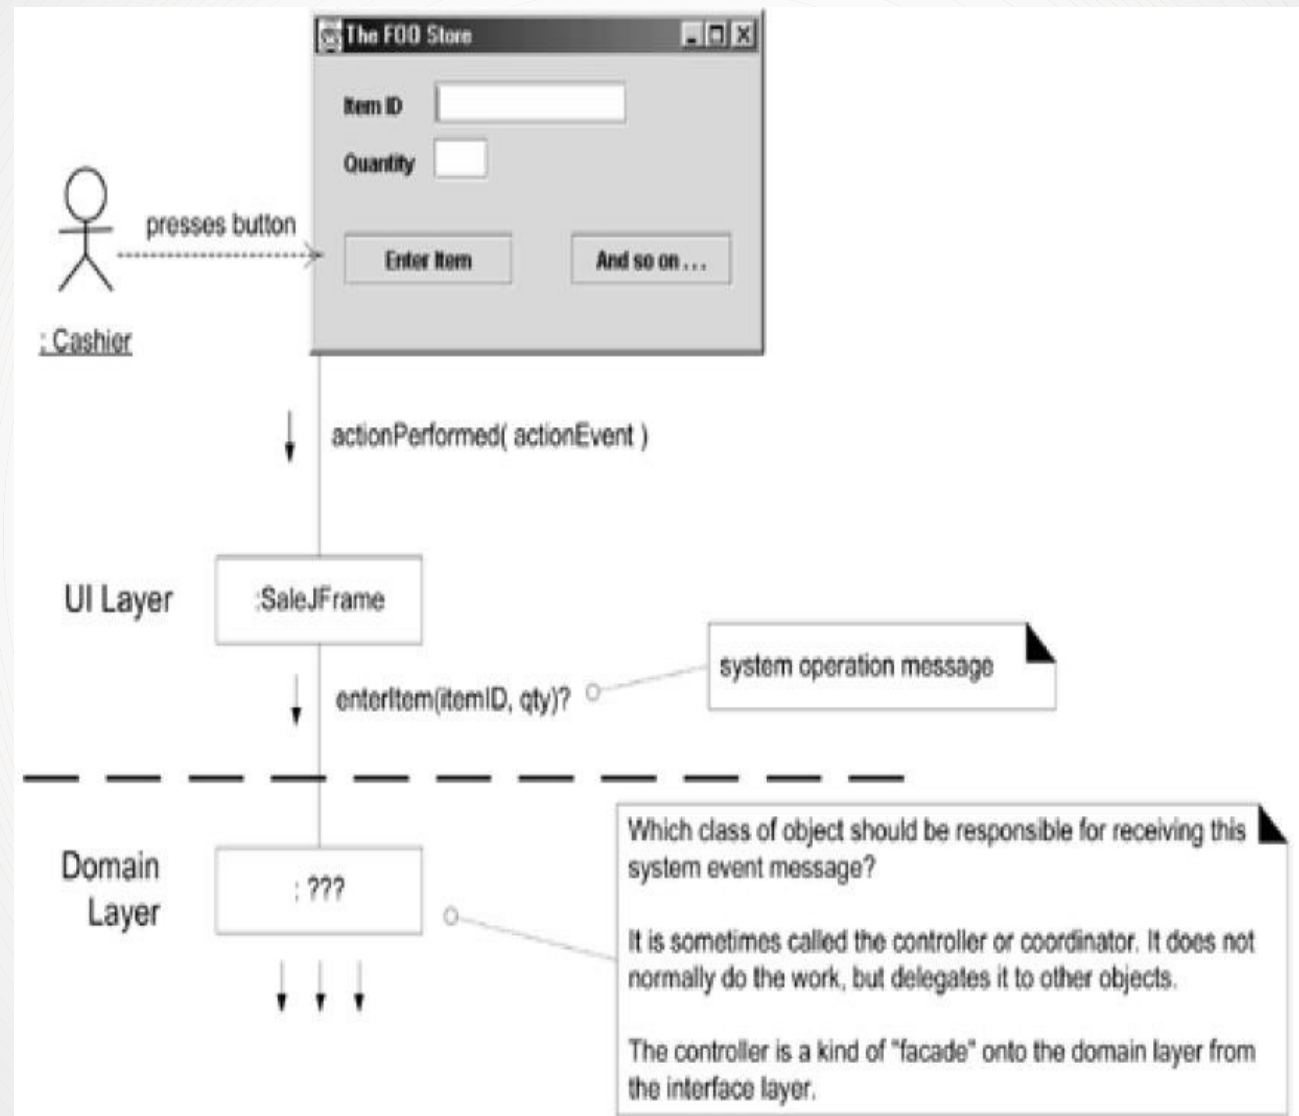 The FOO Store
Item ID
Quantity
presses button
Enter Item
And so on . . .
: Cashier
actionPerformed( actionEvent )
UI Layer
:SaleJFrame
system operation message
enterItem(itemID, qty)?
Which class of object should be responsible for receiving this
system event message?
It is sometimes called the controller or coordinator. It does not
normally do the work, but delegates it to other objects.
The controller is a kind of "facade" onto the domain layer from
the interface layer.
Domain
Layer
: ???